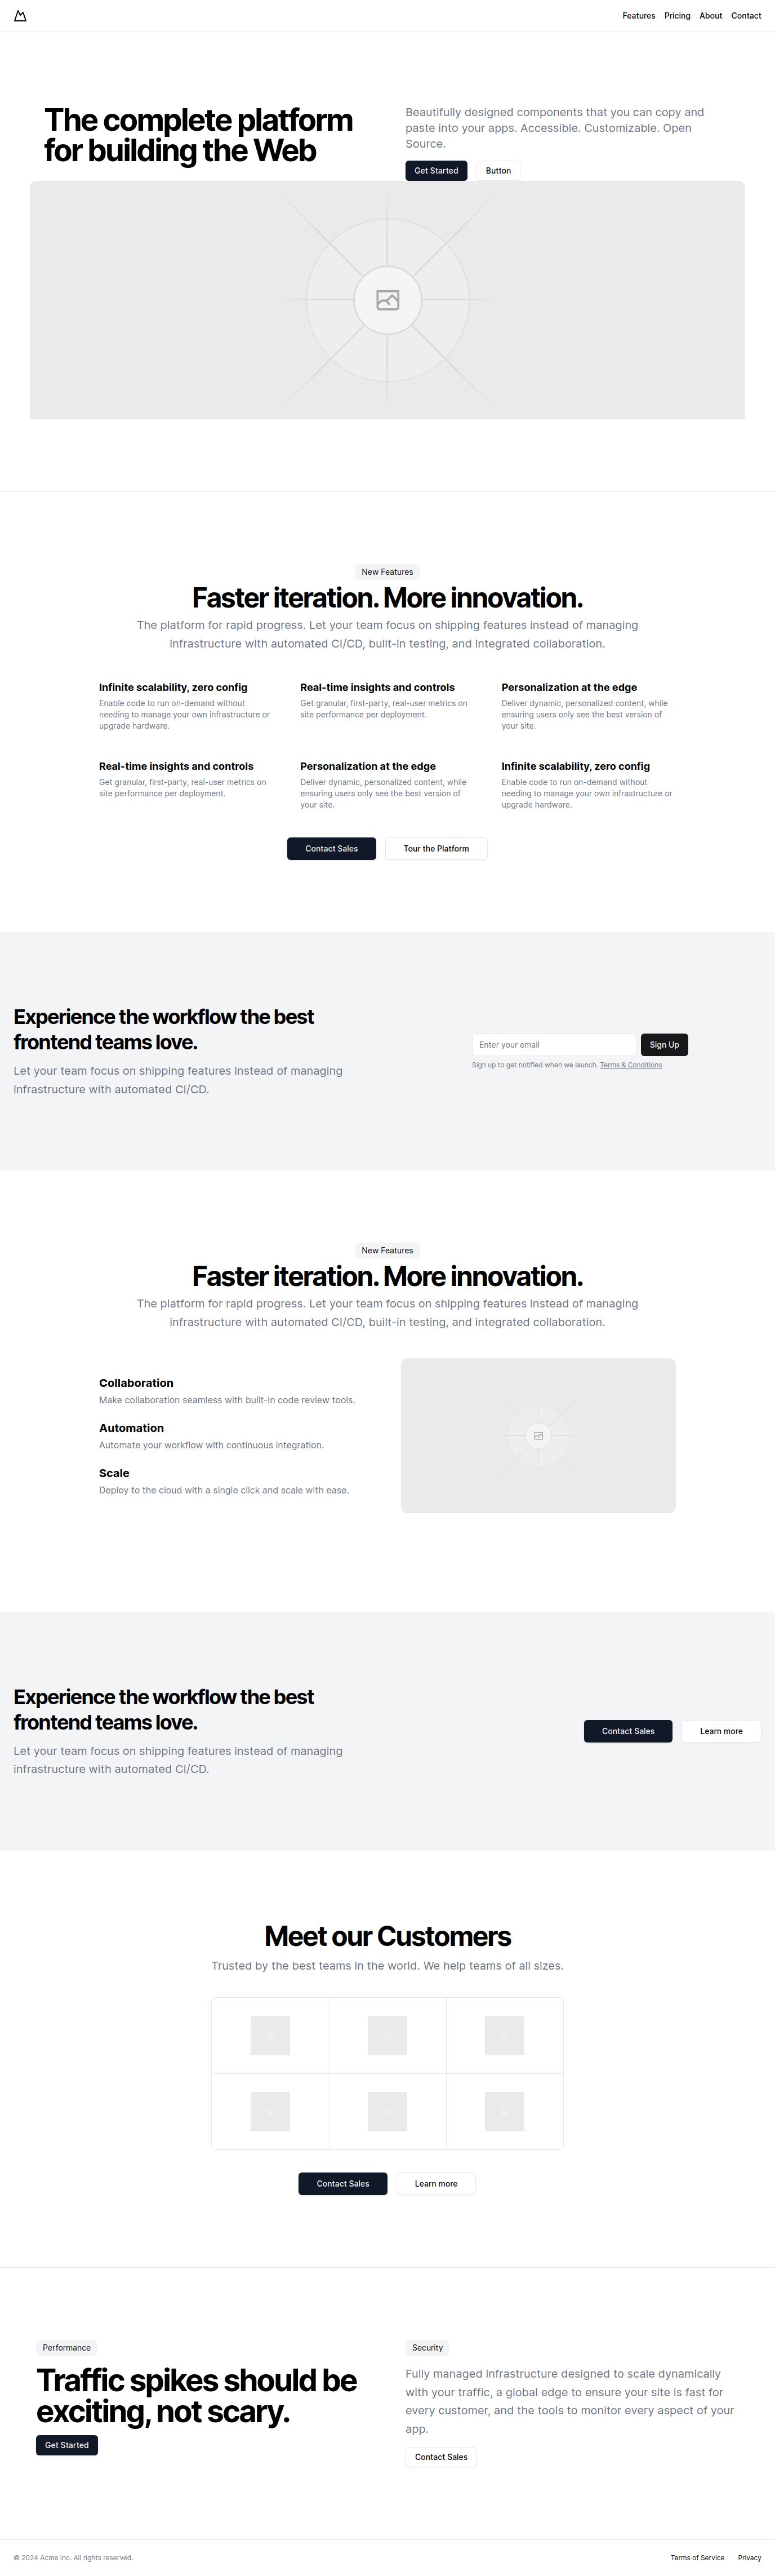 Features Pricing About Contact
The complete platform
for building the Web
Beautifully designed components that you can copy and
paste into your apps. Accessible. Customizable. Open
Source.
Get Started Button
New Features
Faster iteration. More innovation.
The platform for rapid progress. Let your team focus on shipping features instead of managing
infrastructure with automated CI/CD, built-in testing, and integrated collaboration.
Infinite scalability, zero config
Enable code to run on-demand without
needing to manage your own infrastructure or
upgrade hardware.
Real-time insights and controls
Get granular, first-party, real-user metrics on
site performance per deployment.
Personalization at the edge
Deliver dynamic, personalized content, while
ensuring users only see the best version of
your site.
Real-time insights and controls
Get granular, first-party, real-user metrics on
site performance per deployment.
Personalization at the edge
Deliver dynamic, personalized content, while
ensuring users only see the best version of
your site.
Infinite scalability, zero config
Enable code to run on-demand without
needing to manage your own infrastructure or
upgrade hardware.
Contact Sales Tour the Platform
Experience the workflow the best
frontend teams love.
Let your team focus on shipping features instead of managing
infrastructure with automated CI/CD.
Enter your email Sign Up
Sign up to get notified when we launch. Terms & Conditions
New Features
Faster iteration. More innovation.
The platform for rapid progress. Let your team focus on shipping features instead of managing
infrastructure with automated CI/CD, built-in testing, and integrated collaboration.
Collaboration
Make collaboration seamless with built-in code review tools.
Automation
Automate your workflow with continuous integration.
Scale
Deploy to the cloud with a single click and scale with ease.
Experience the workflow the best
frontend teams love.
Let your team focus on shipping features instead of managing
infrastructure with automated CI/CD.
Contact Sales Learn more
Meet our Customers
Trusted by the best teams in the world. We help teams of all sizes.
Contact Sales Learn more
Performance
Traffic spikes should be
exciting, not scary.
Get Started
Security
Fully managed infrastructure designed to scale dynamically
with your traffic, a global edge to ensure your site is fast for
every customer, and the tools to monitor every aspect of your
app.
Contact Sales
© 2024 Acme Inc. All rights reserved.
Terms of Service Privacy